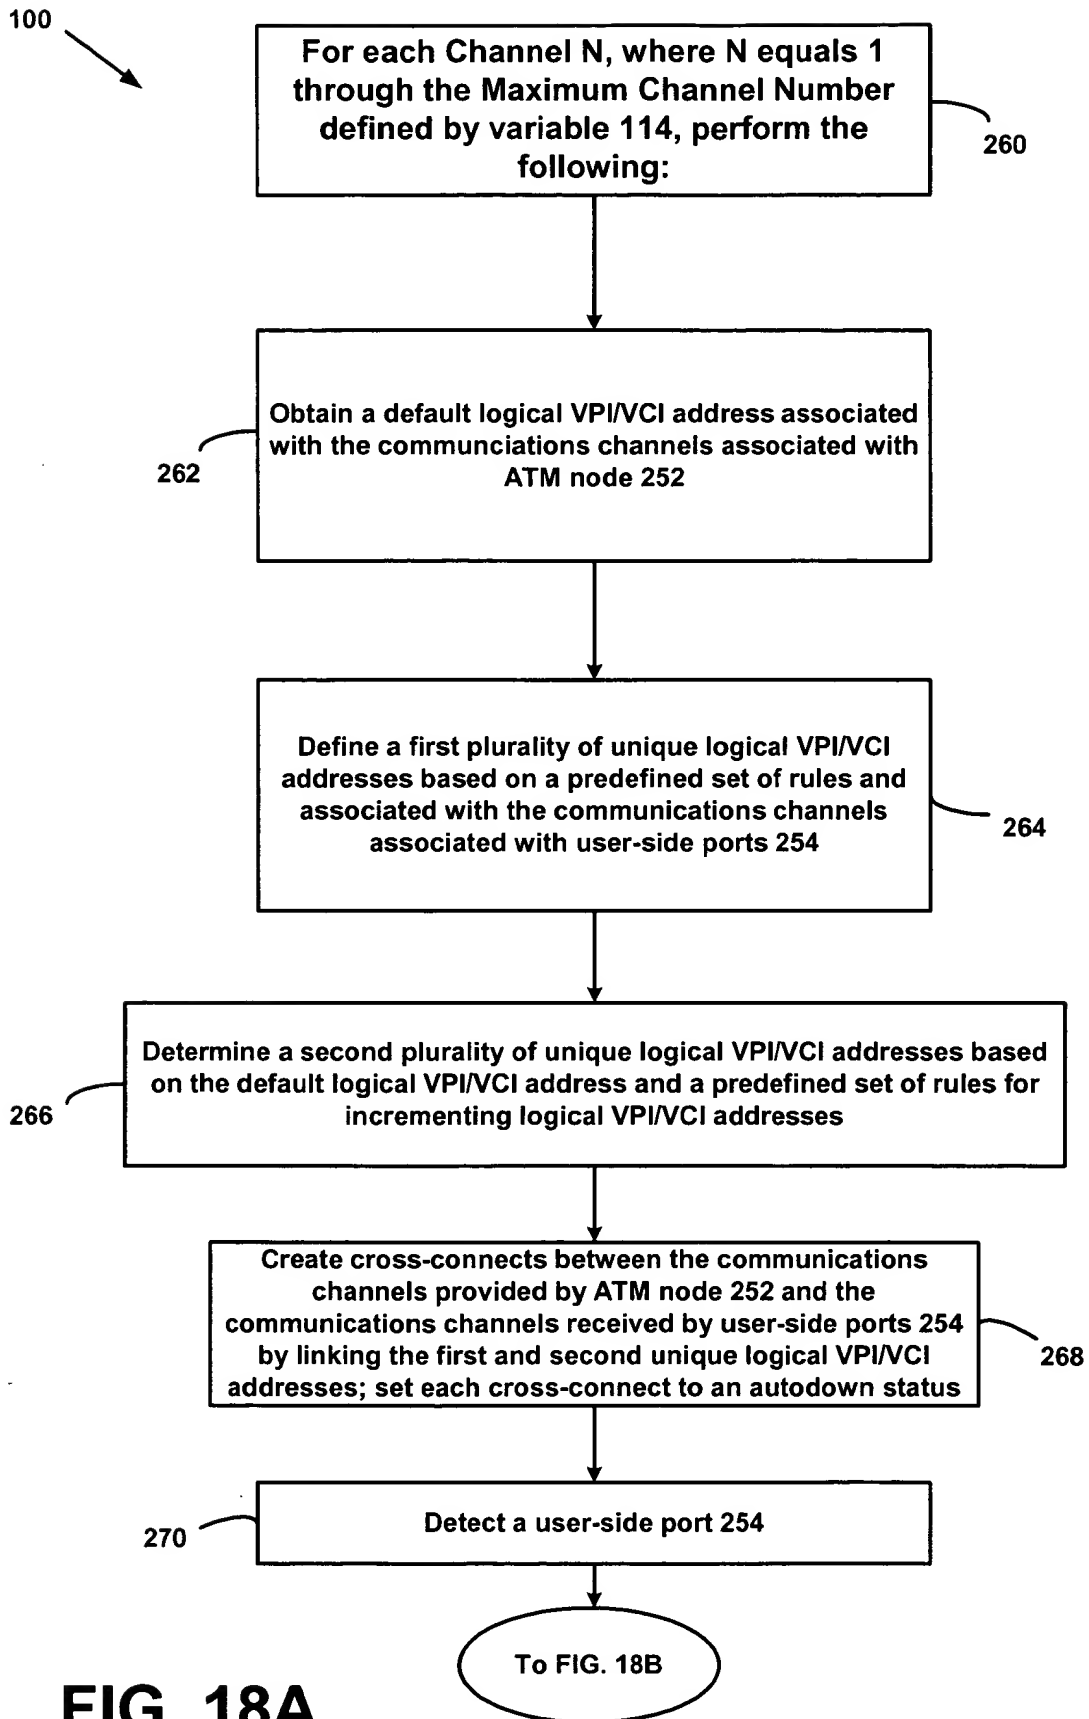 100
For each Channel N, where N equals 1
through the Maximum Channel Number
defined by variable 114, perform the
following:
260
Obtain a default logical VPI/VCI address associated
with the communciations channels associated with
ATM node 252
262
Define a first plurality of unique logical VPI/VCI
addresses based on a predefined set of rules and
associated with the communications channels
associated with user-side ports 254
264
Determine a second plurality of unique logical VPI/VCI addresses based
on the default logical VPI/VCI address and a predefined set of rules for
incrementing logical VPI/VCI addresses
266
Create cross-connects between the communications
channels provided by ATM node 252 and the
communications channels received by user-side ports 254
by linking the first and second unique logical VPI/VCI
addresses; set each cross-connect to an autodown status
268
Detect a user-side port 254
270
To FIG. 18B
FIG. 18A